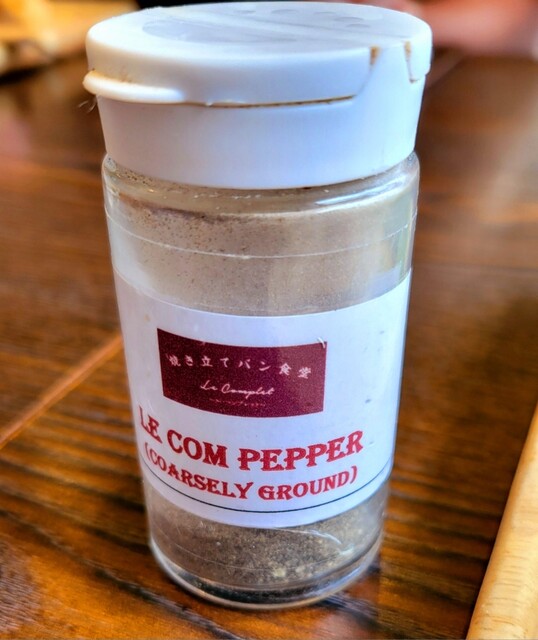 焼き立てパン食堂
Le Complet
LE COM PEPPER
(COARSELY GROUND)